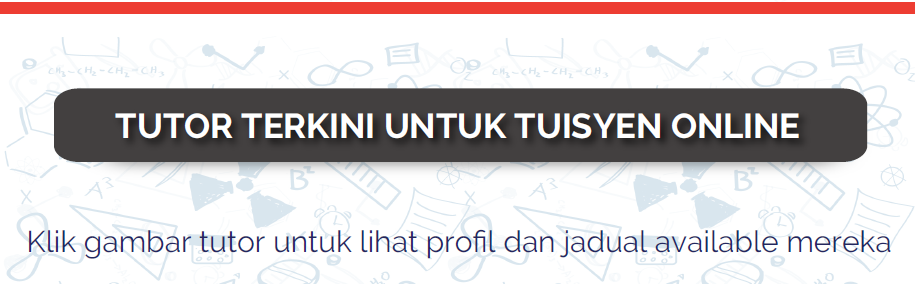 TUTOR TERKINI UNTUK TUISYEN ONLINE
Klik gambar tutor untuk lihat profil dan jadual available mereka